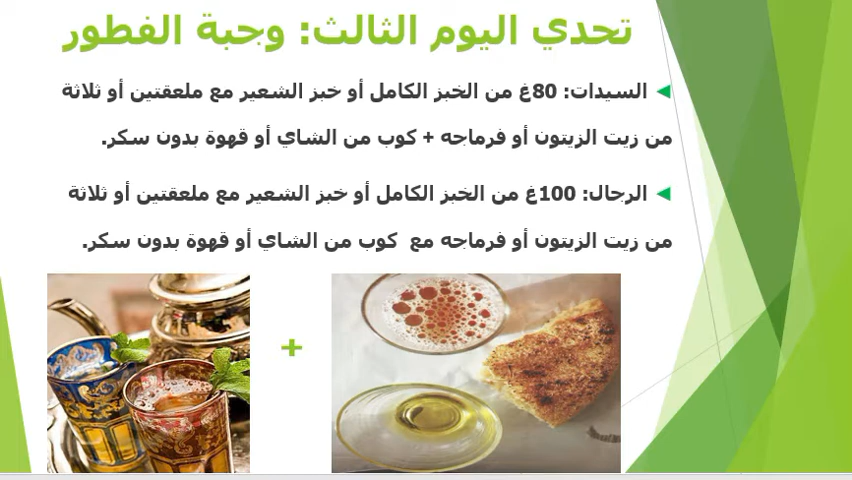 تحدي اليوم الثالث: وجبة الفطور
السيدات: 80غ من الخبز الكامل أو خبز الشعير مع ملعقتين أو ثلاثة
من زيت الزيتون أو فرماجه + كوب من الشاي أو قهوة بدون سكر.
الرجال: 100غ من الخبز الكامل أو خبز الشعير مع ملعقتين أو ثلاثة
من زيت الزيتون أو فرماجه مع كوب من الشاي أو قهوة بدون سكر.
+